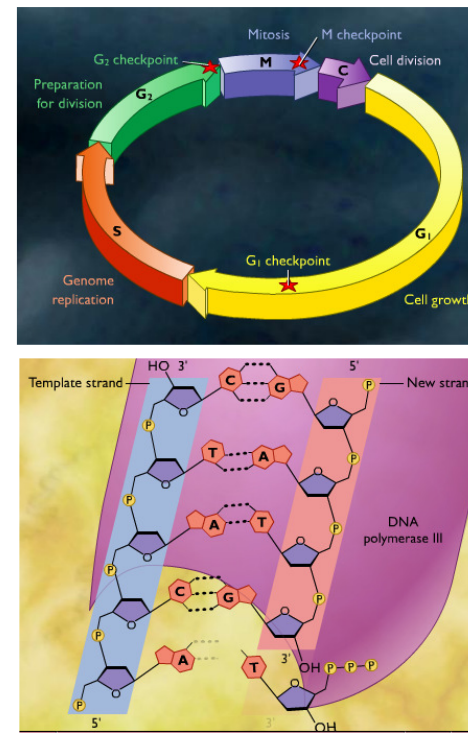 Mitosis
M checkpoint
G₂ checkpoint
M
C
Cell division
Preparation
for division
G₂
S
G₁
G₁ checkpoint
Genome
replication
Cell growth
HO 3'
5'
Template strand
C
G
P
New stran
O
O
P
T
A
P
O
O
P
A
T
P
DNA
polymerase III
O
O
P
C
G
P
O
O
P
3'
OH
P P P
A
T
O
O
P
5'
3'
OH